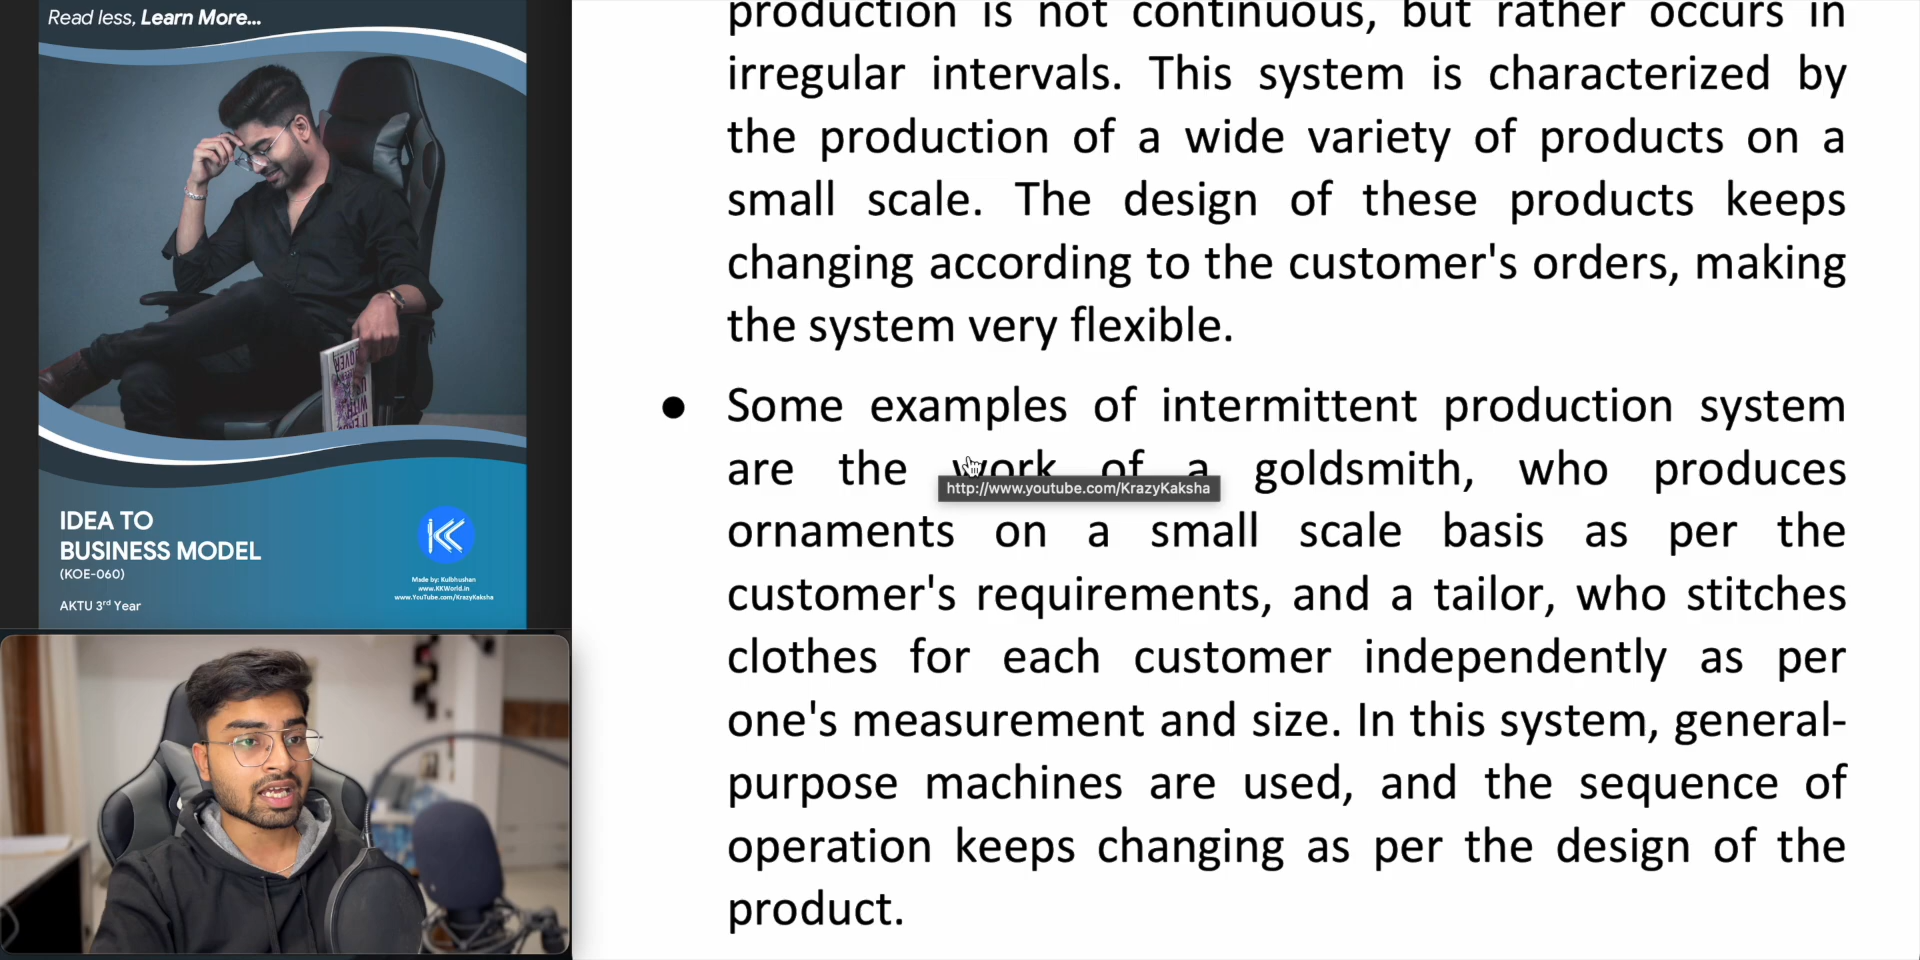 Read less, Learn More...
IDEA TO
BUSINESS MODEL
(KOE-060)
AKTU 3rd Year
Made by: Kulbhushan
www.KKWorld.in
www.YouTube.com/KrazyKaksha
production is not continuous, but rather occurs in
irregular intervals. This system is characterized by
the production of a wide variety of products on a
small scale. The design of these products keeps
changing according to the customer's orders, making
the system very flexible.
● Some examples of intermittent production system
are the work of a goldsmith, who produces
http://www.youtube.com/KrazyKaksha
ornaments on a small scale basis as per the
customer's requirements, and a tailor, who stitches
clothes for each customer independently as per
one's measurement and size. In this system, general-
purpose machines are used, and the sequence of
operation keeps changing as per the design of the
product.